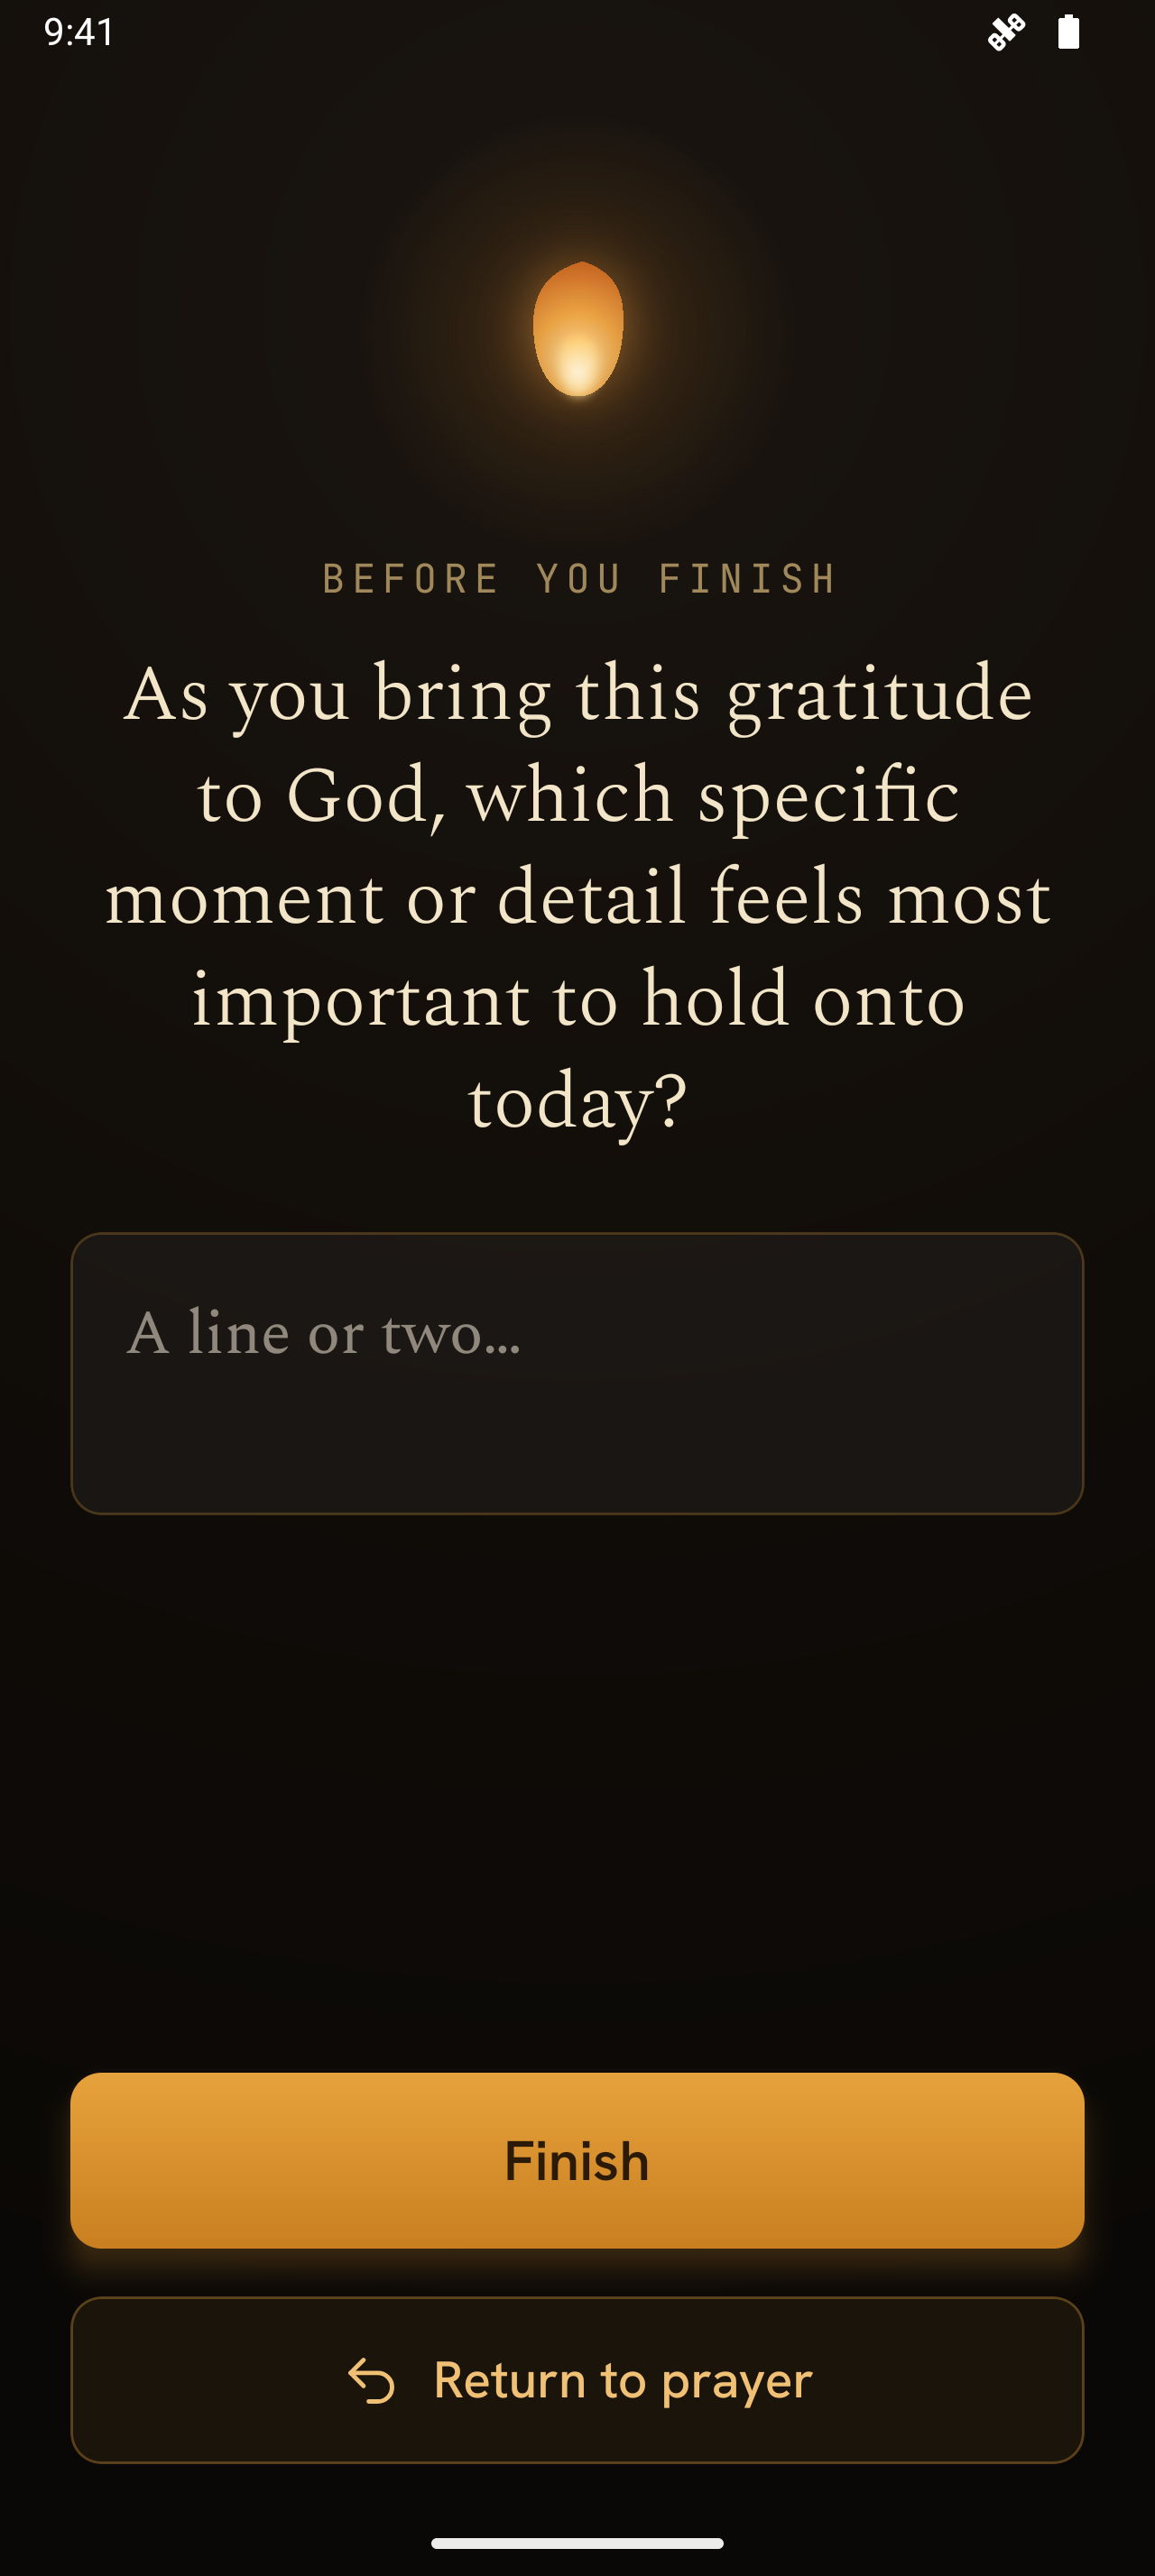 9:41
BEFORE YOU FINISH
As you bring this gratitude
to God, which specific
moment or detail feels most
important to hold onto
today?
A line or two...
Finish
Return to prayer